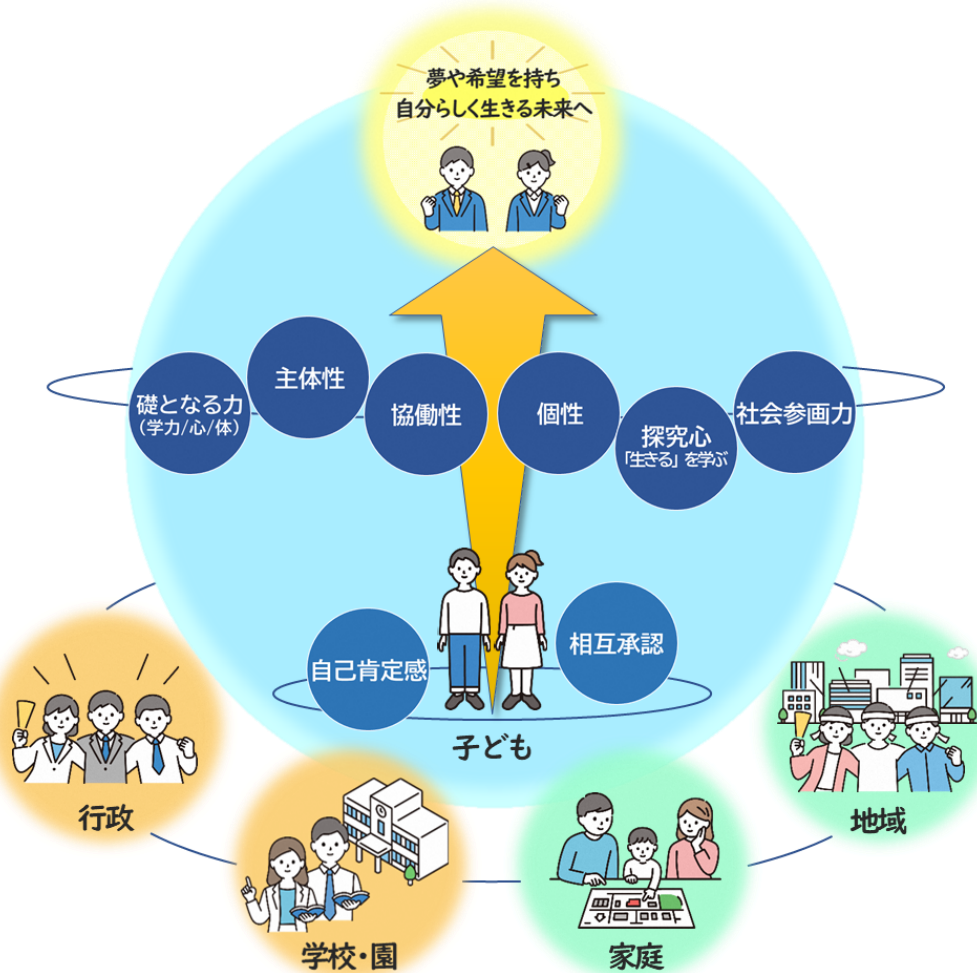 夢や希望を持ち
自分らしく生きる未来へ
礎となる力
(学力/心/体)
主体性
協働性
個性
探究心
「生きる」を学ぶ
社会参画力
自己肯定感
相互承認
子ども
行政
学校・園
家庭
地域